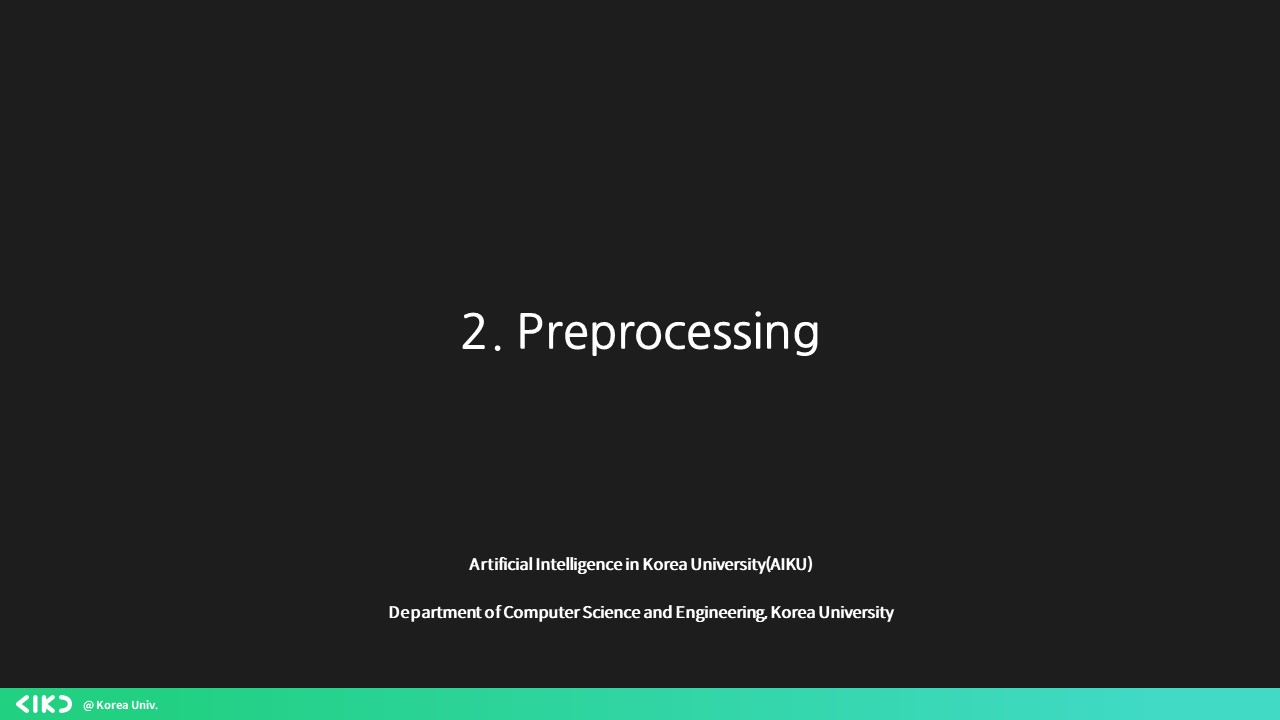 2. Preprocessing
Artificial Intelligence in Korea University(AIKU)
Department of Computer Science and Engineering, Korea University
AIKU @ Korea Univ.